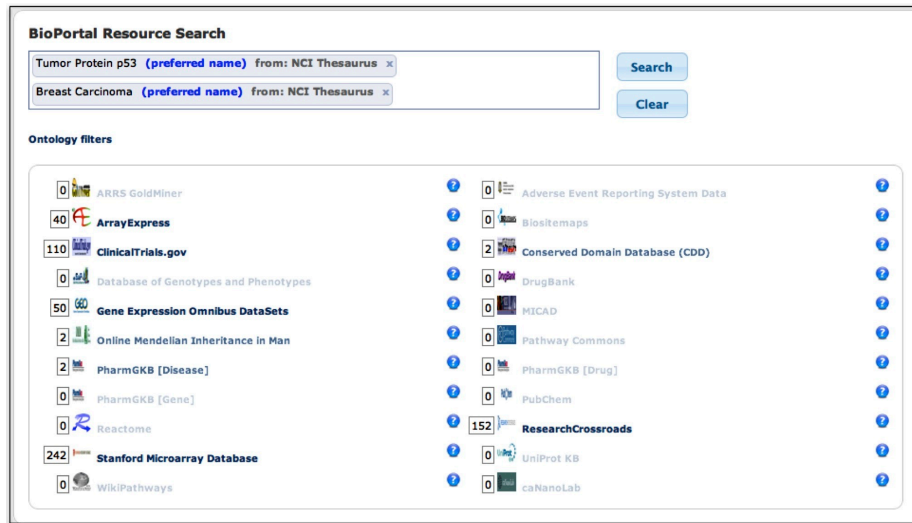 BioPortal Resource Search
Tumor Protein p53 (preferred name) from: NCI Thesaurus x
Breast Carcinoma (preferred name) from: NCI Thesaurus x
Search
Clear
Ontology filters
0 ARRS GoldMiner ?
40 ArrayExpress ?
110 ClinicalTrials.gov ?
0 Database of Genotypes and Phenotypes ?
50 Gene Expression Omnibus DataSets ?
2 Online Mendelian Inheritance in Man ?
2 PharmGKB [Disease] ?
0 PharmGKB [Gene] ?
0 Reactome ?
242 Stanford Microarray Database ?
0 WikiPathways ?
0 Adverse Event Reporting System Data ?
0 Biositemaps ?
2 Conserved Domain Database (CDD) ?
0 DrugBank ?
0 MICAD ?
0 Pathway Commons ?
0 PharmGKB [Drug] ?
0 PubChem ?
152 ResearchCrossroads ?
0 UniProt KB ?
0 caNanoLab ?